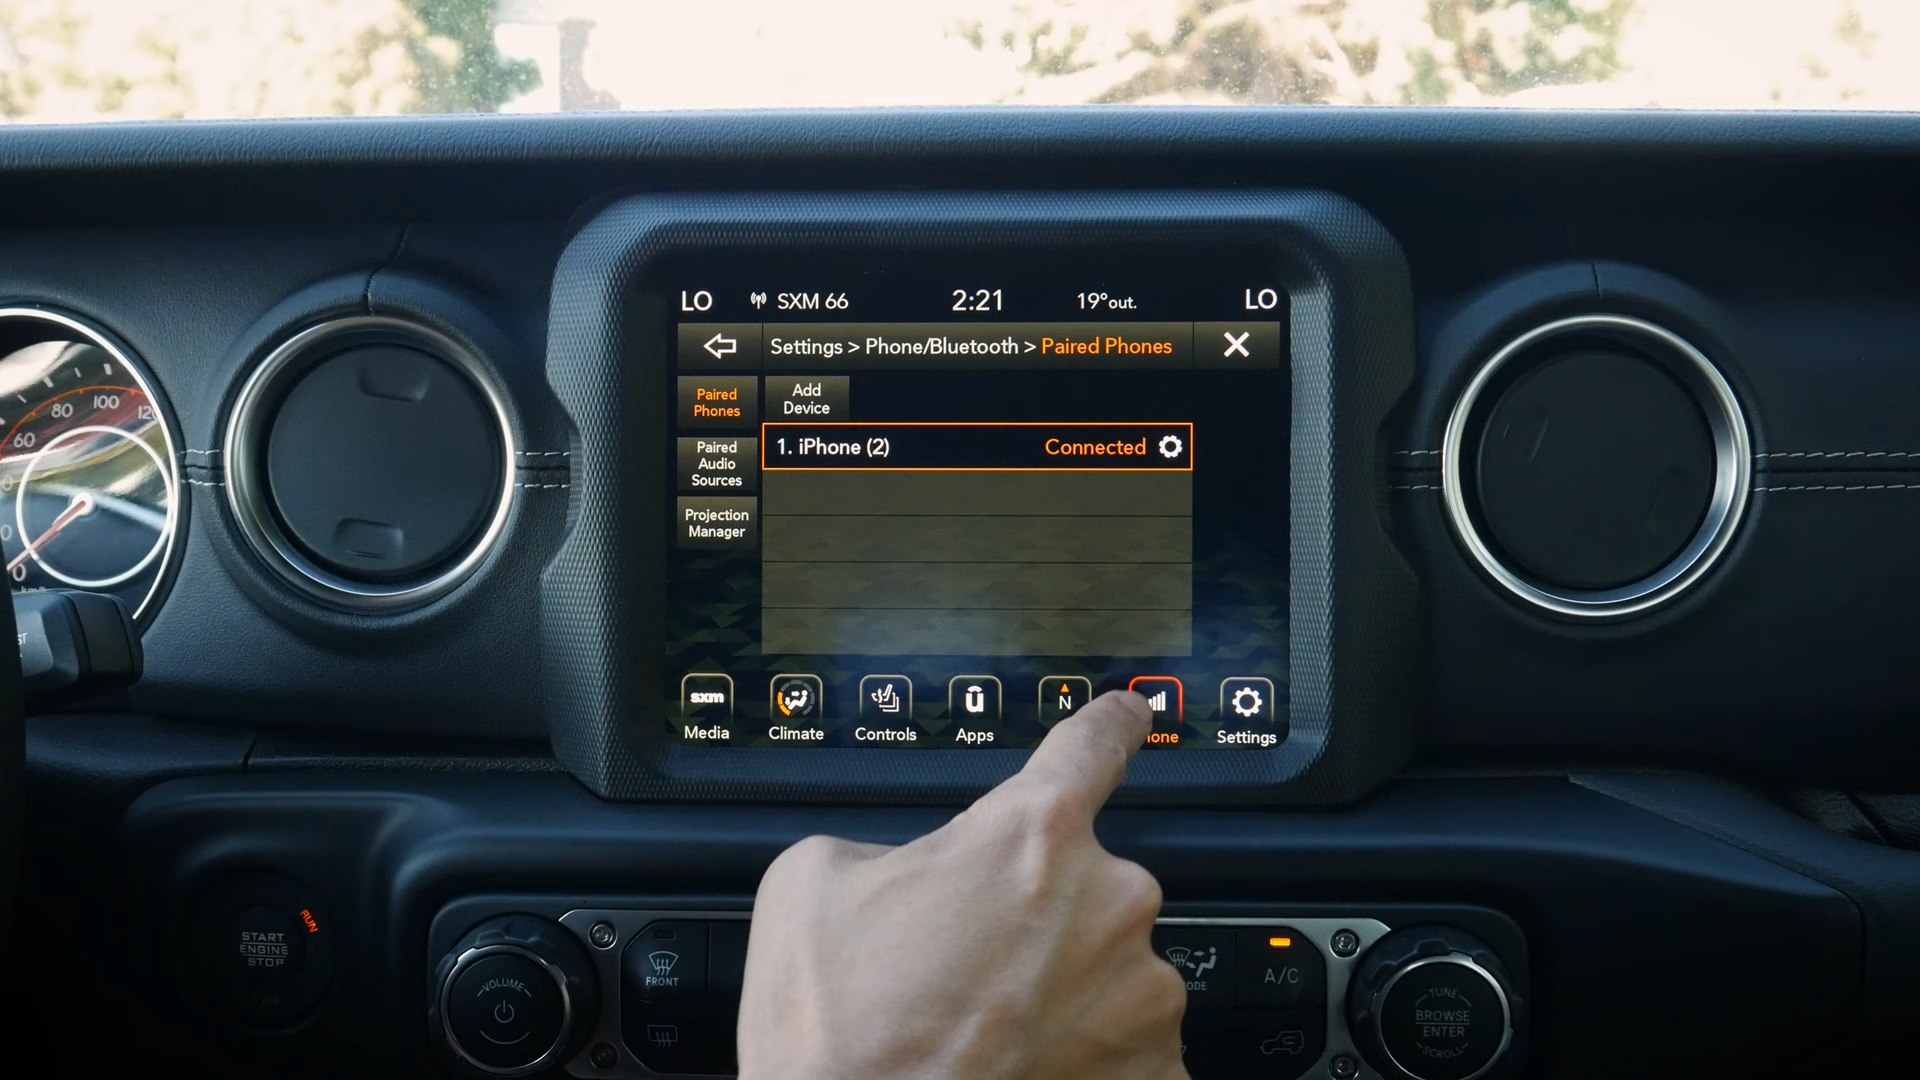 LO SXM 66 2:21 19°out. LO
Settings > Phone/Bluetooth > Paired Phones
Paired
Phones
Add
Device
1. iPhone (2) Connected
Paired
Audio
Sources
Projection
Manager
sxm
Media
Climate
Controls
ū
Apps
N
Settings
60
80
100
120
START
ENGINE
STOP
RUN
VOLUME
FRONT
A/C
TUNE
BROWSE
ENTER
SCROLL